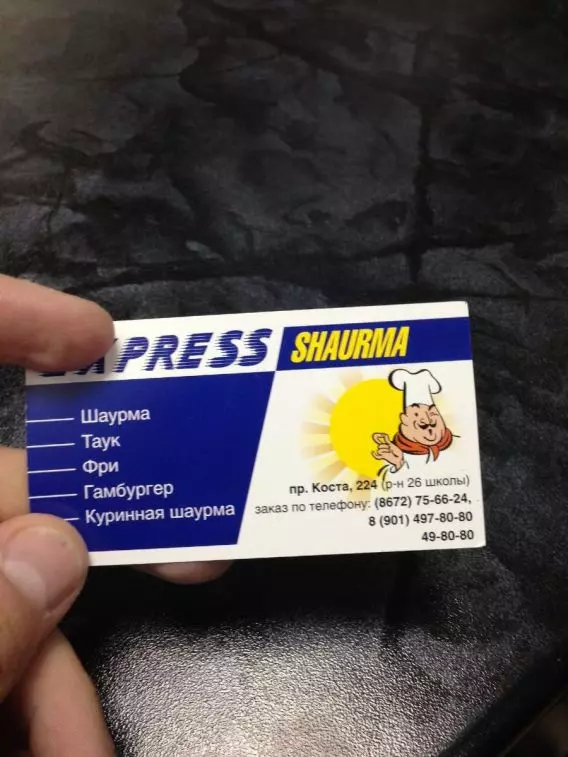 EXPRESS SHAURMA
Шаурма
Таук
Фри
Гамбургер
Куринная шаурма
пр. Коста, 224 (р-н 26 школы)
заказ по телефону: (8672) 75-66-24,
8 (901) 497-80-80
49-80-80